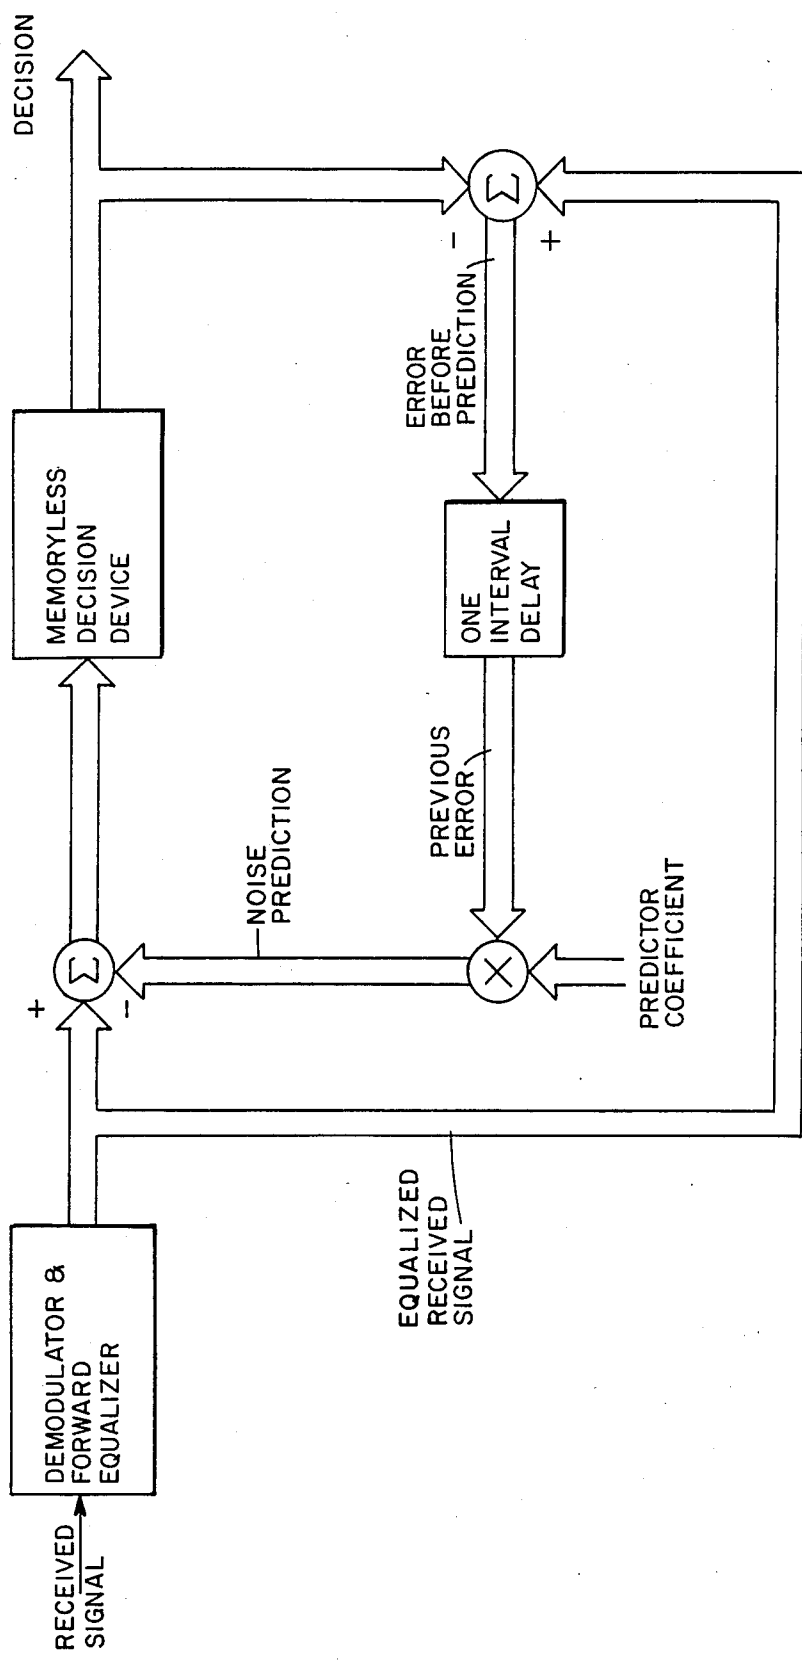 RECEIVED
SIGNAL
DEMODULATOR &
FORWARD
EQUALIZER
+
−
Σ
MEMORYLESS
DECISION
DEVICE
DECISION
NOISE
PREDICTION
EQUALIZED
RECEIVED
SIGNAL
PREVIOUS
ERROR
ERROR
BEFORE
PREDICTION
×
ONE
INTERVAL
DELAY
−
Σ
+
PREDICTOR
COEFFICIENT